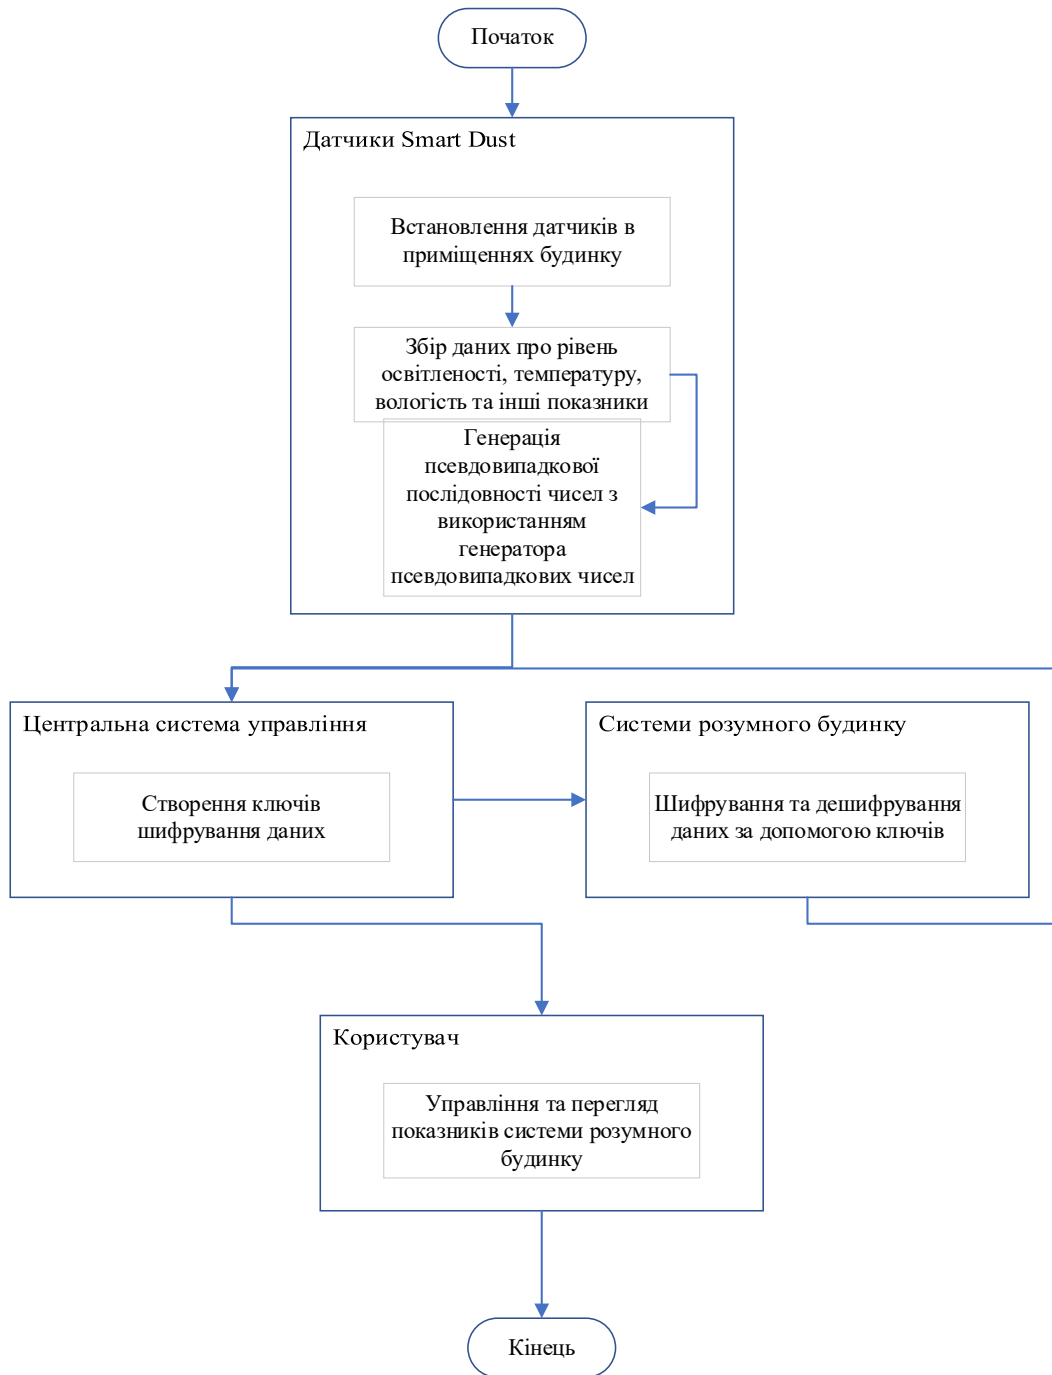 Початок
Датчики Smart Dust
Встановлення датчиків в
приміщеннях будинку
Збір даних про рівень
освітленості, температуру,
вологість та інші показники
Генерація
псевдовипадкової
послідовності чисел з
використанням
генератора
псевдовипадкових чисел
Центральна система управління
Створення ключів
шифрування даних
Системи розумного будинку
Шифрування та дешифрування
даних за допомогою ключів
Користувач
Управління та перегляд
показників системи розумного
будинку
Кінець